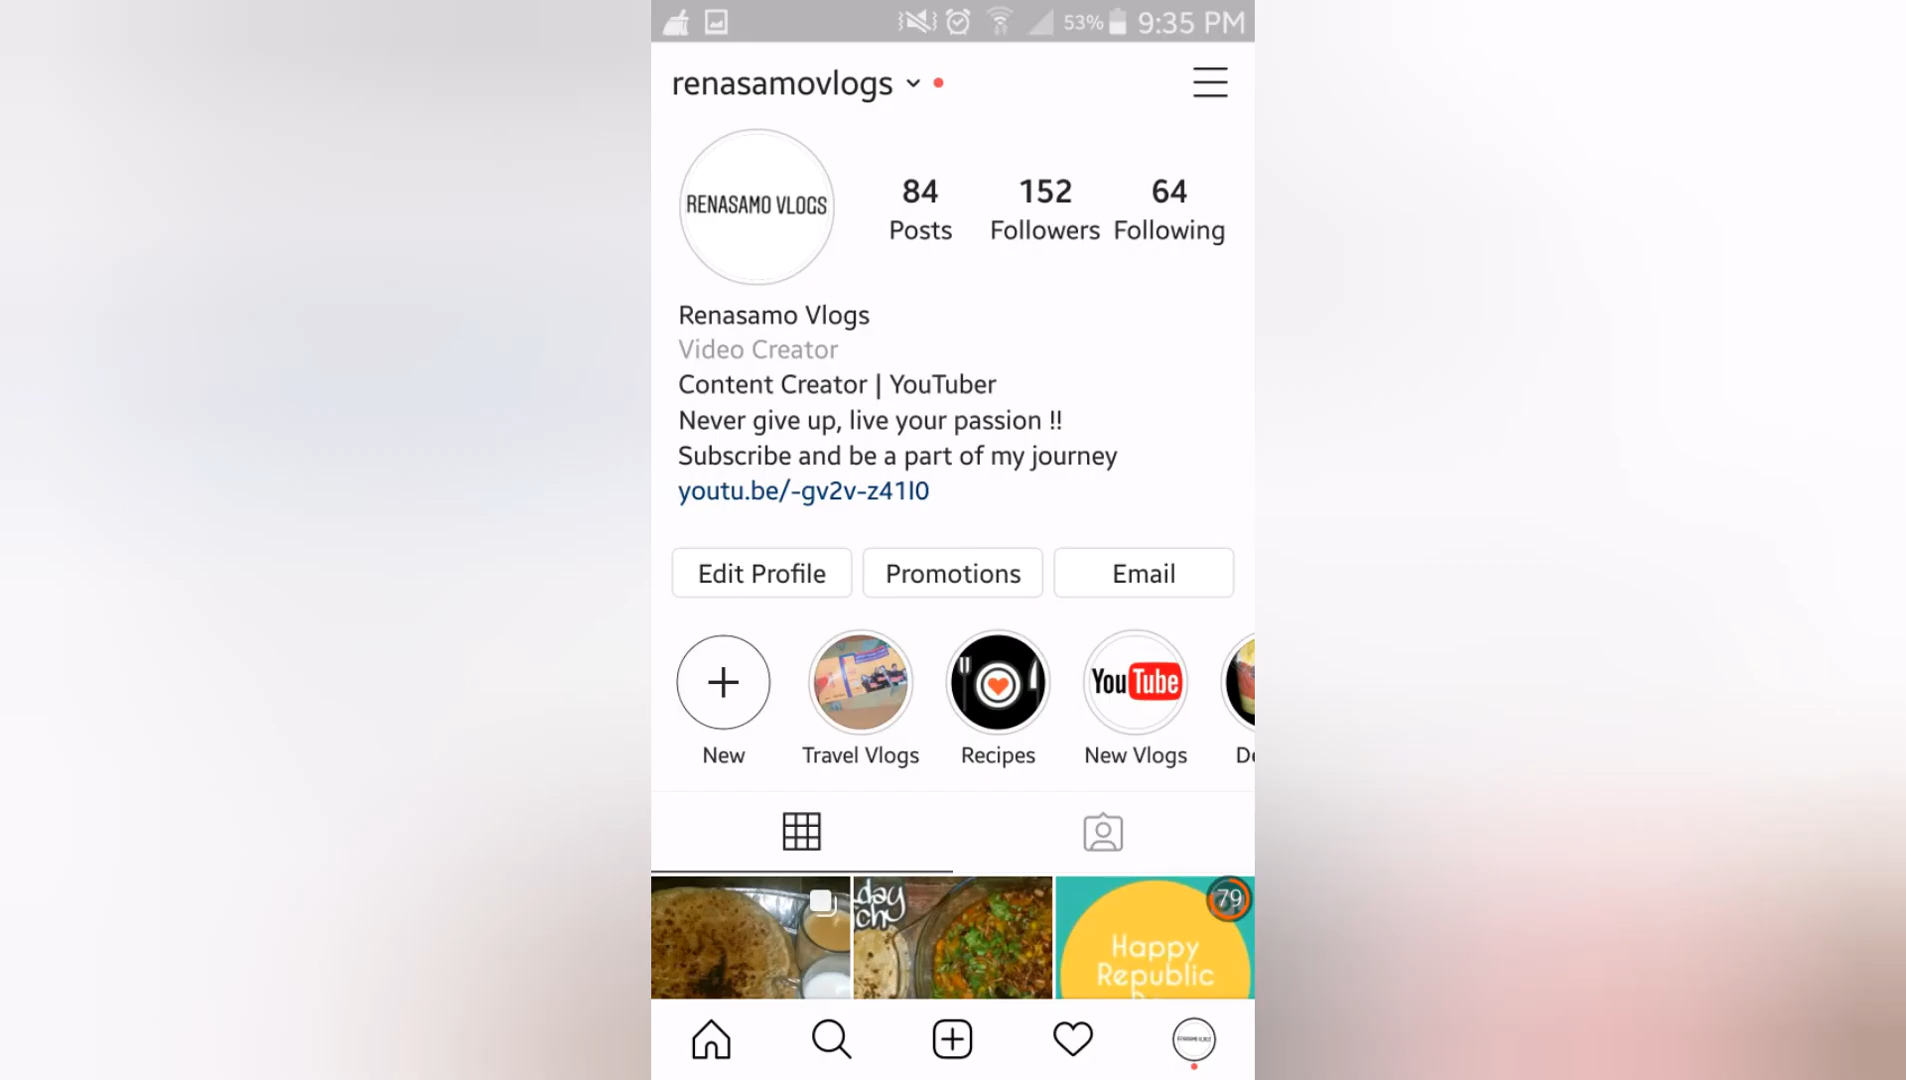 53% 9:35 PM
renasamovlogs
RENASAMO VLOGS
84 152 64
Posts Followers Following
Renasamo Vlogs
Video Creator
Content Creator | YouTuber
Never give up, live your passion !!
Subscribe and be a part of my journey
youtu.be/-gv2v-z41l0
Edit Profile Promotions Email
YouTube
New Travel Vlogs Recipes New Vlogs De
day
79
Happy
Republic